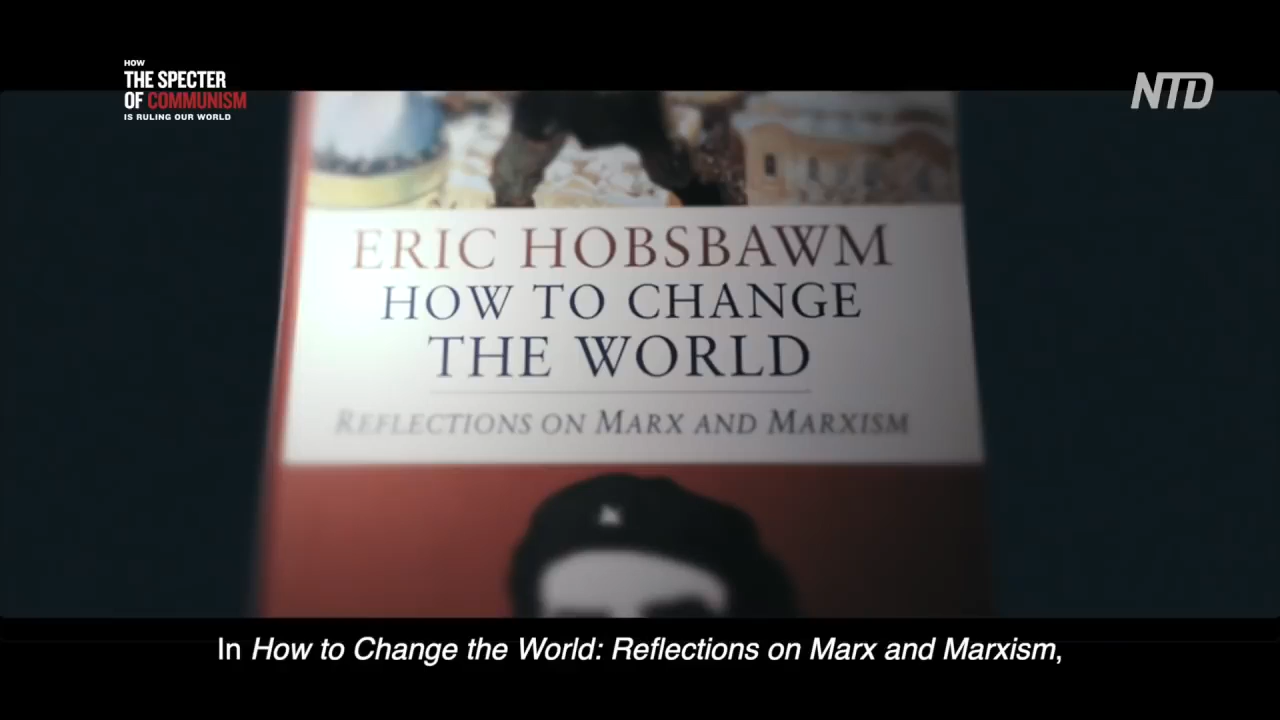 HOW
THE SPECTER
OF COMMUNISM
IS RULING OUR WORLD
NTD
ERIC HOBSBAWM
HOW TO CHANGE
THE WORLD
REFLECTIONS ON MARX AND MARXISM
In How to Change the World: Reflections on Marx and Marxism,